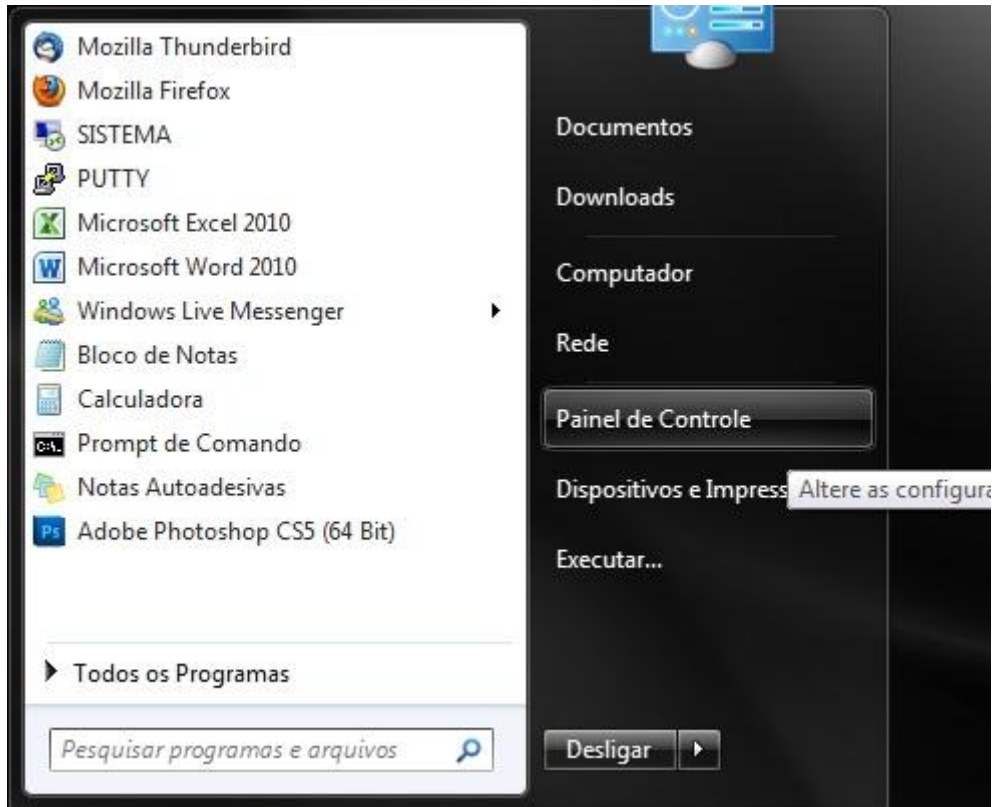 Mozilla Thunderbird
Mozilla Firefox
SISTEMA
PUTTY
Microsoft Excel 2010
Microsoft Word 2010
Windows Live Messenger
Bloco de Notas
Calculadora
Prompt de Comando
Notas Autoadesivas
Adobe Photoshop CS5 (64 Bit)
Todos os Programas
Pesquisar programas e arquivos
Documentos
Downloads
Computador
Rede
Painel de Controle
Dispositivos e Impress
Altere as configura
Executar...
Desligar